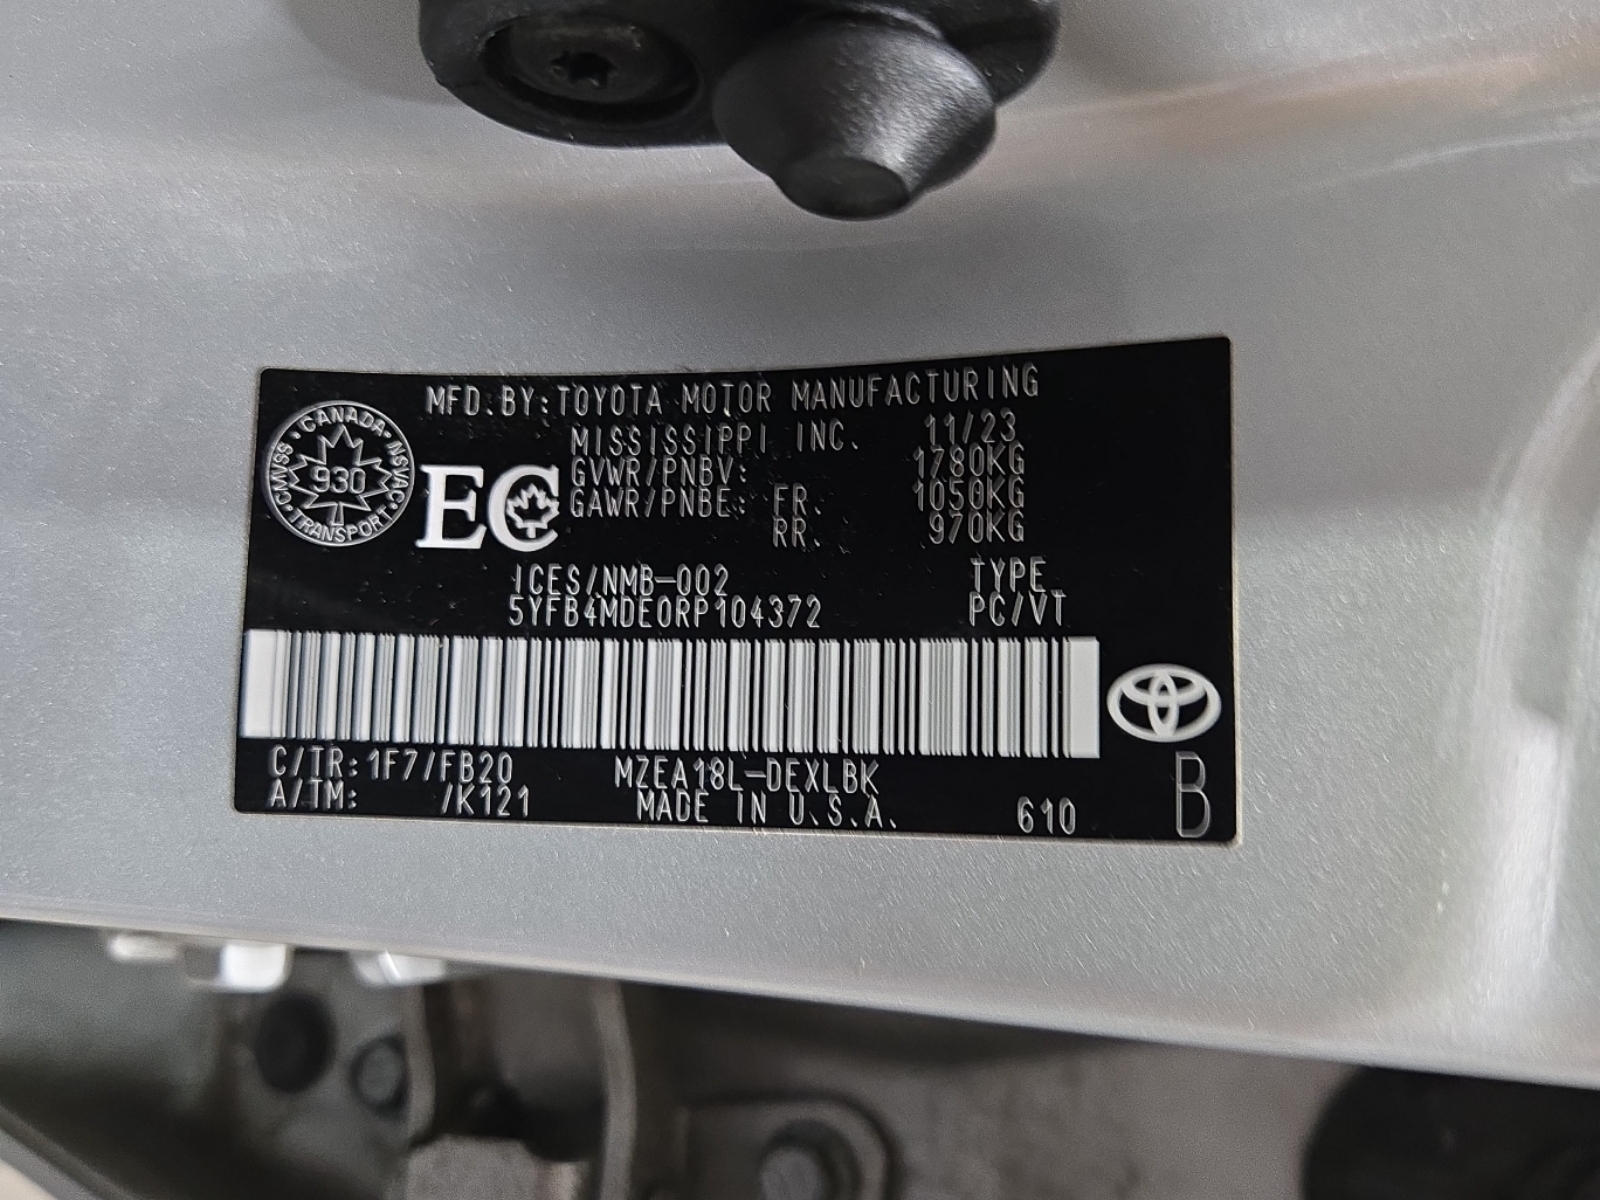 MFD. BY: TOYOTA MOTOR MANUFACTURING
MISSISSIPPI INC. 11/23
GVWR/PNBV: 1780KG
GAWR/PNBE: FR. 1050KG
RR. 970KG
CANADA
CMVSS 930 NSVAC
TRANSPORT
EC
ICES/NMB-002 TYPE
5YFB4MDE0RP104372 PC/VT
C/TR: 1F7/FB20 MZEA18L-DEXLBK
A/TM: /K121 MADE IN U.S.A. 610 B